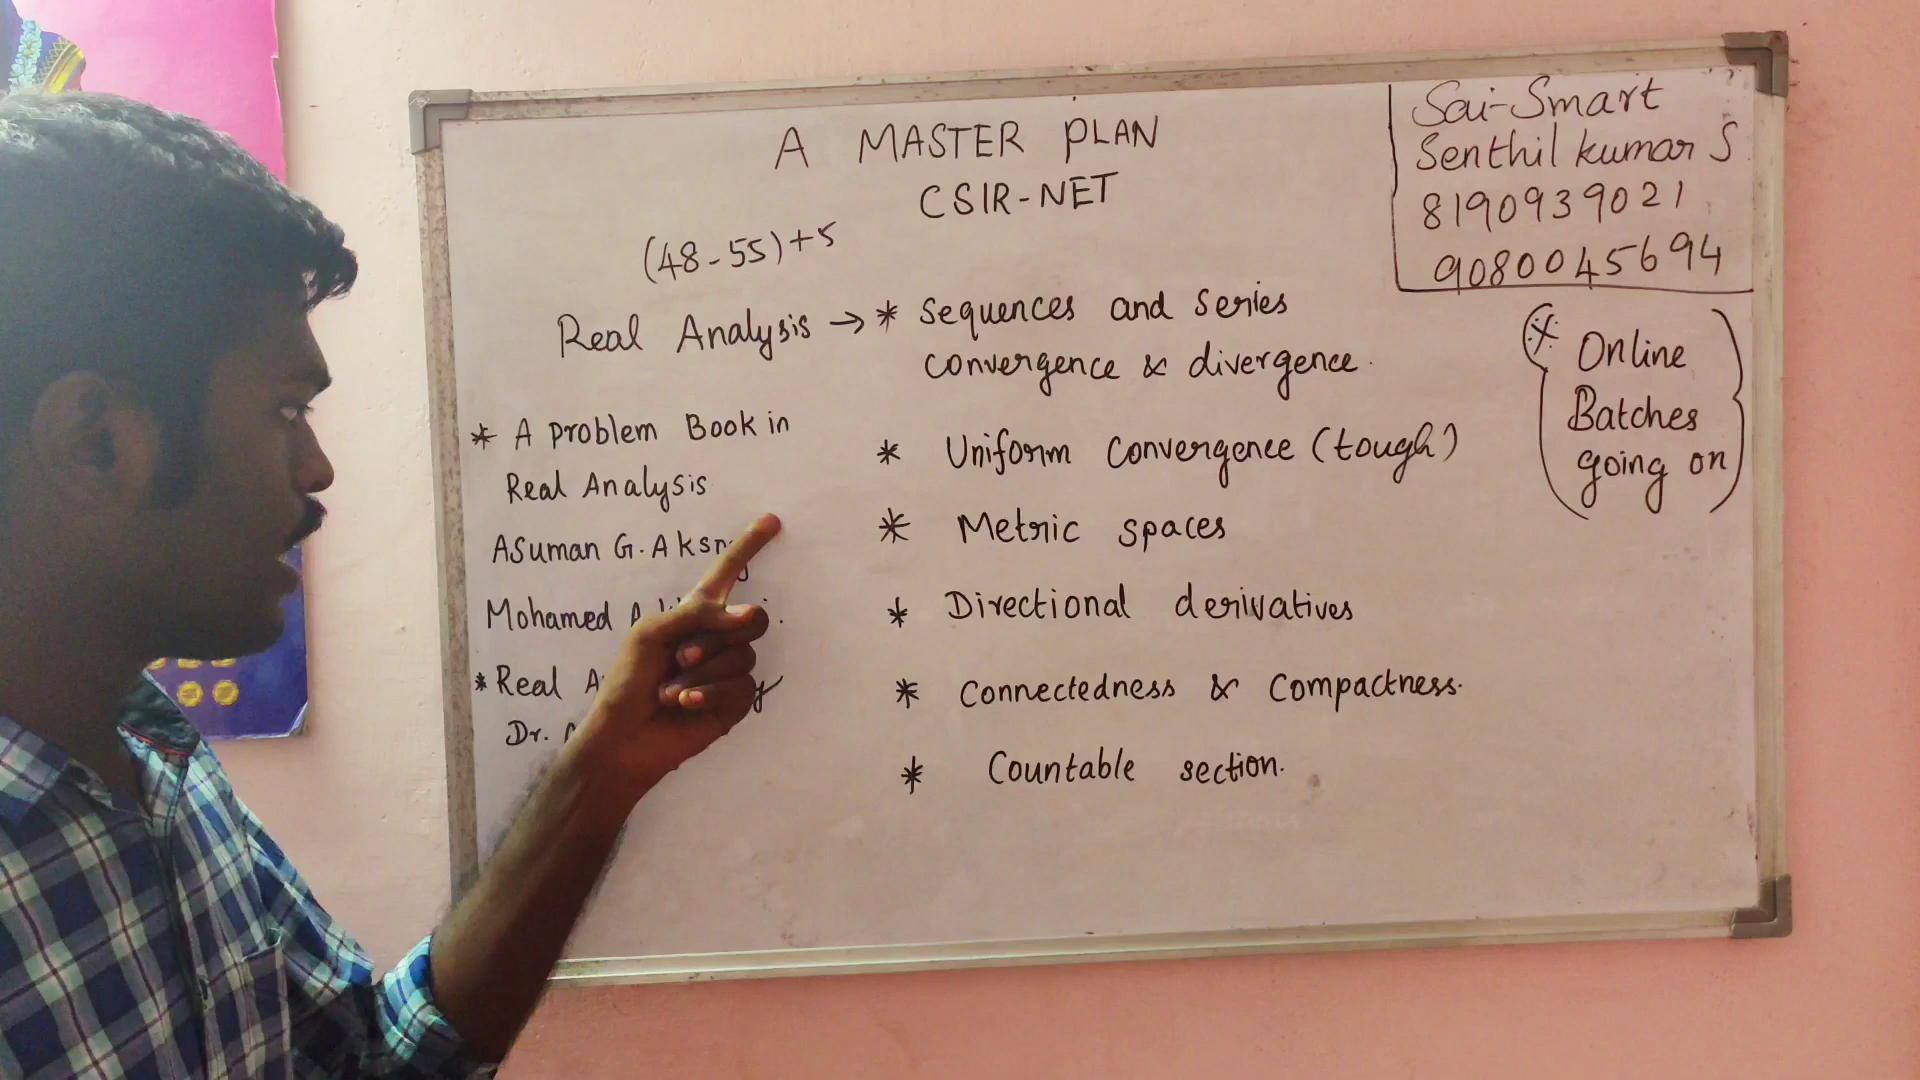 A MASTER PLAN
CSIR-NET
(48-55)+5
Real Analysis → * sequences and series
convergence & divergence.
* Uniform convergence (tough)
* Metric spaces
* Directional derivatives
* Connectedness & Compactness.
* Countable section.
* A problem Book in
Real Analysis
Asuman G.
Mohamed
* Real
Dr.
Sai-Smart
Senthil kumar S
8190939021
9080045694
* Online
Batches
going on